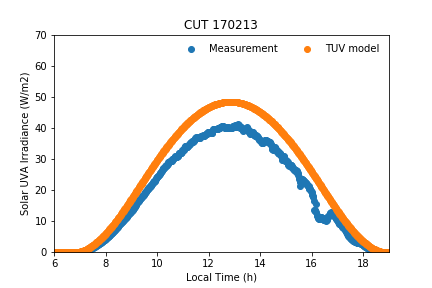 CUT 170213
Measurement TUV model
Solar UVA Irradiance (W/m2)
70
60
50
40
30
20
10
0
6 8 10 12 14 16 18
Local Time (h)